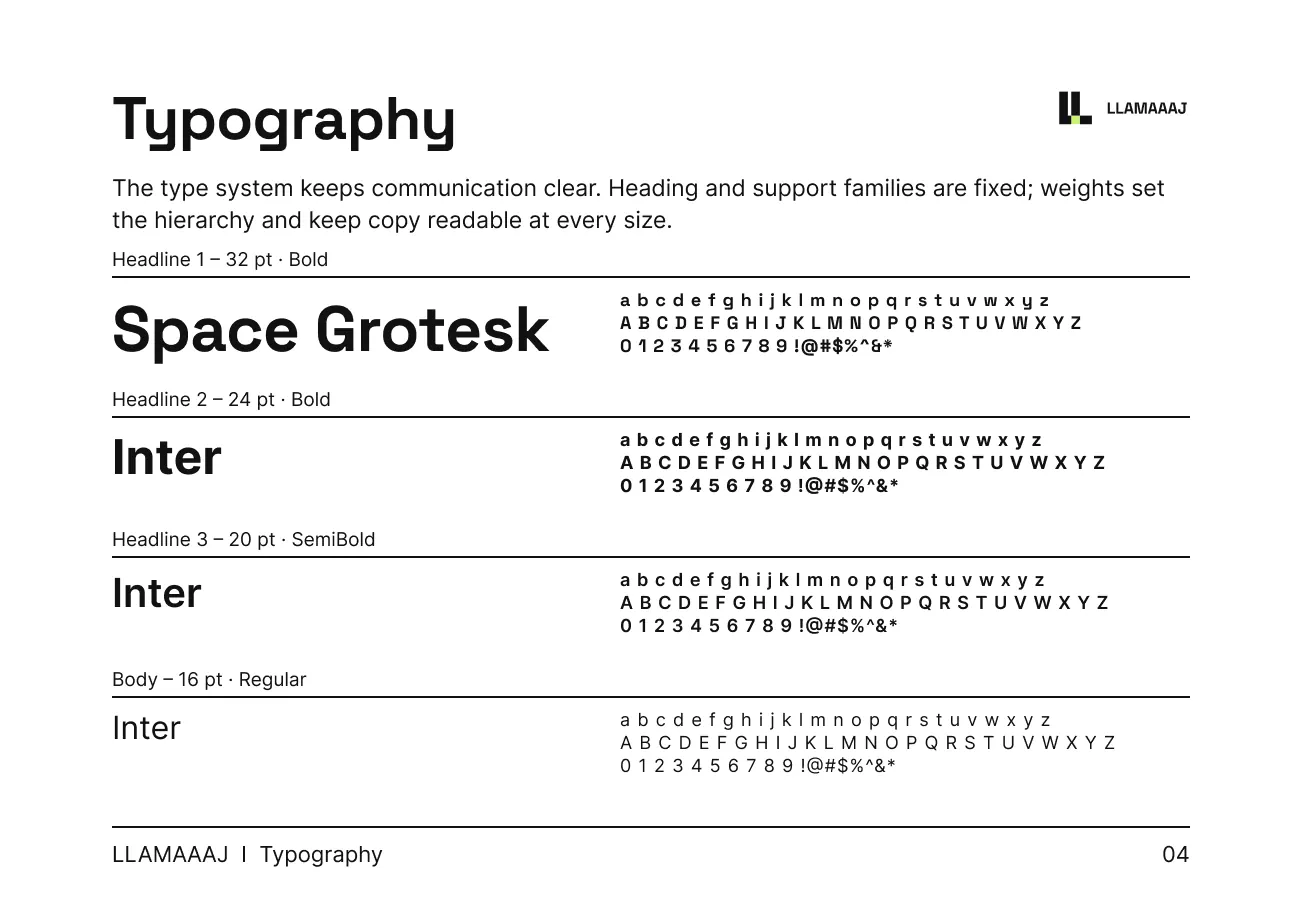 Typography
LLAMAAAJ
The type system keeps communication clear. Heading and support families are fixed; weights set
the hierarchy and keep copy readable at every size.
Headline 1 – 32 pt · Bold
Space Grotesk
a b c d e f g h i j k l m n o p q r s t u v w x y z
A B C D E F G H I J K L M N O P Q R S T U V W X Y Z
0 1 2 3 4 5 6 7 8 9 !@#$%^&*
Headline 2 – 24 pt · Bold
Inter
a b c d e f g h i j k l m n o p q r s t u v w x y z
A B C D E F G H I J K L M N O P Q R S T U V W X Y Z
0 1 2 3 4 5 6 7 8 9 !@#$%^&*
Headline 3 – 20 pt · SemiBold
Inter
a b c d e f g h i j k l m n o p q r s t u v w x y z
A B C D E F G H I J K L M N O P Q R S T U V W X Y Z
0 1 2 3 4 5 6 7 8 9 !@#$%^&*
Body – 16 pt · Regular
Inter
a b c d e f g h i j k l m n o p q r s t u v w x y z
A B C D E F G H I J K L M N O P Q R S T U V W X Y Z
0 1 2 3 4 5 6 7 8 9 !@#$%^&*
LLAMAAAJ | Typography
04